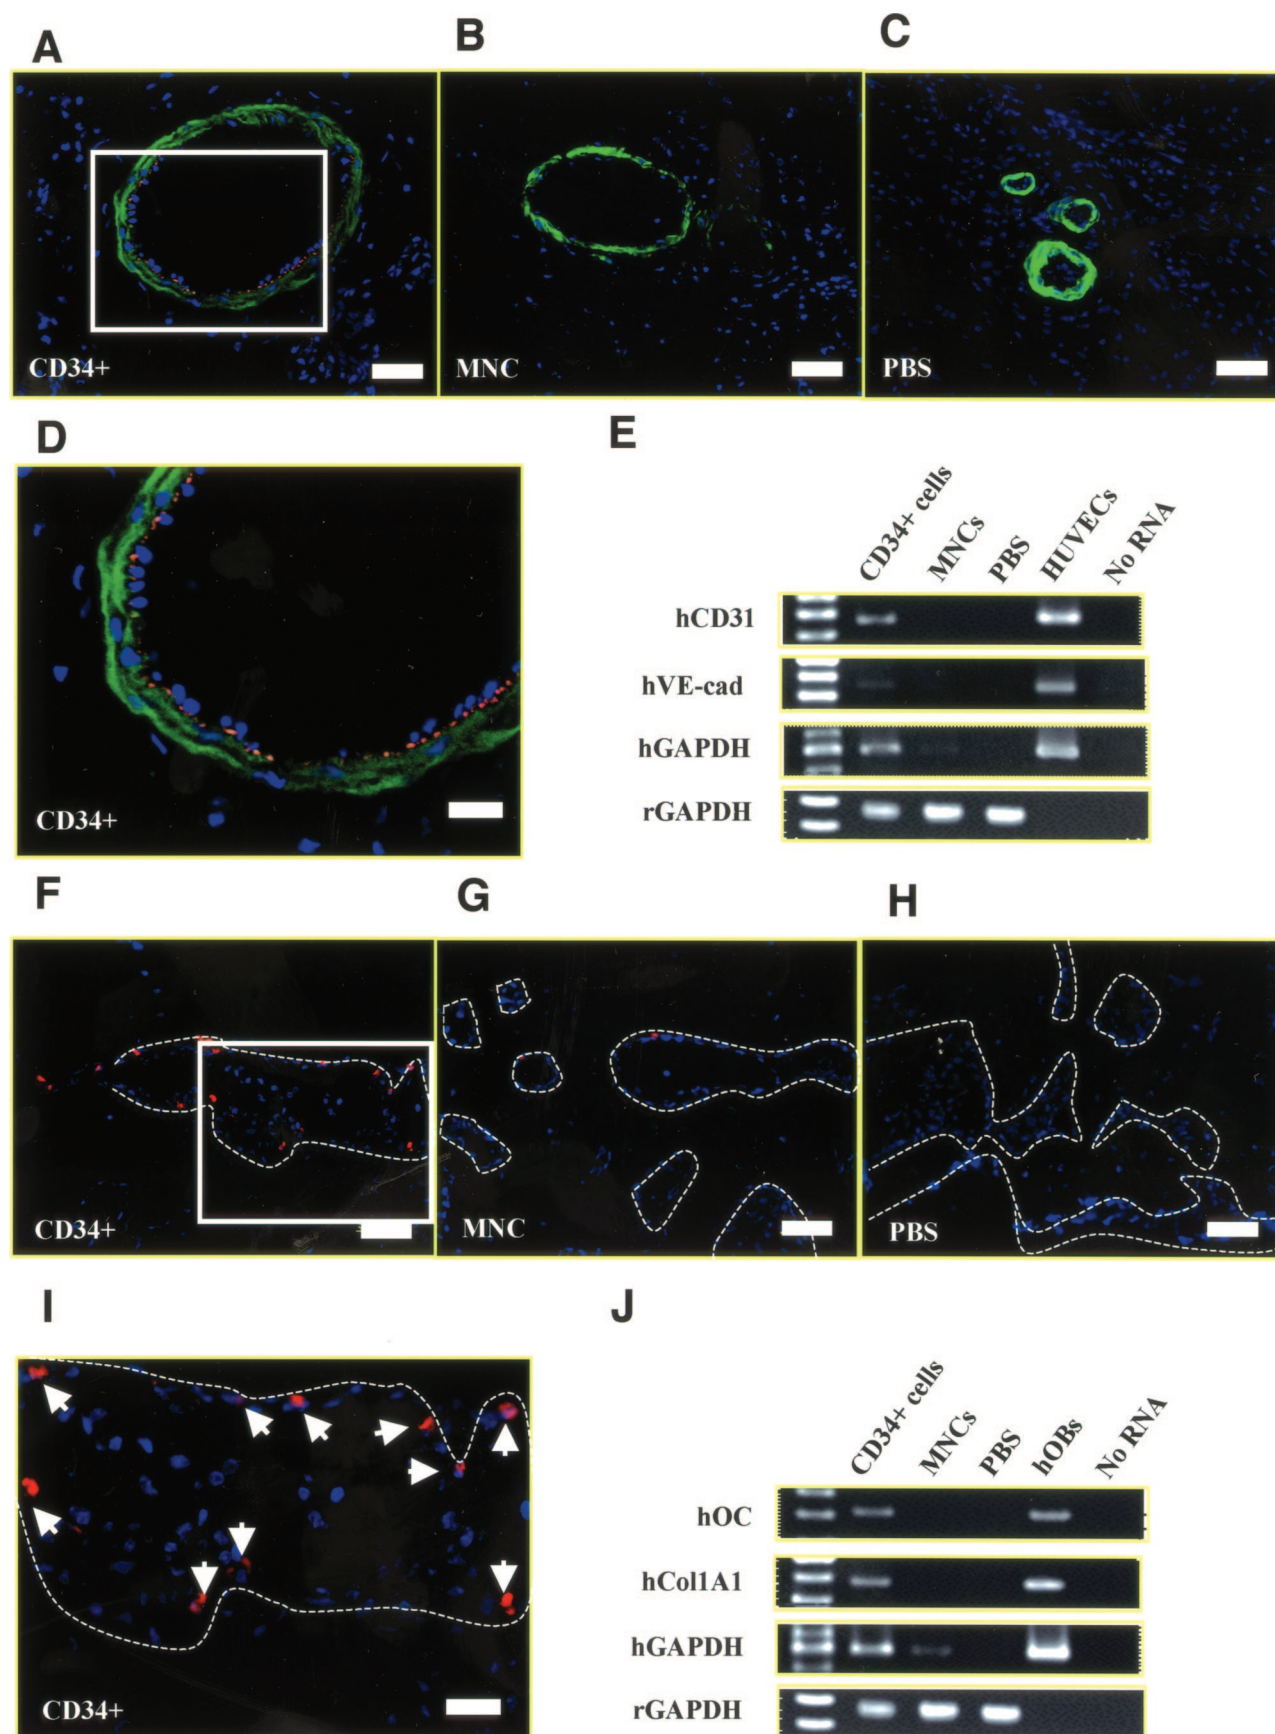 A
B
C
CD34+
MNC
PBS
D
E
CD34+ cells
MNCs
PBS
HUVECs
No RNA
hCD31
hVE-cad
hGAPDH
rGAPDH
CD34+
F
G
H
CD34+
MNC
PBS
I
J
CD34+ cells
MNCs
PBS
hOBs
No RNA
hOC
hCol1A1
hGAPDH
rGAPDH
CD34+